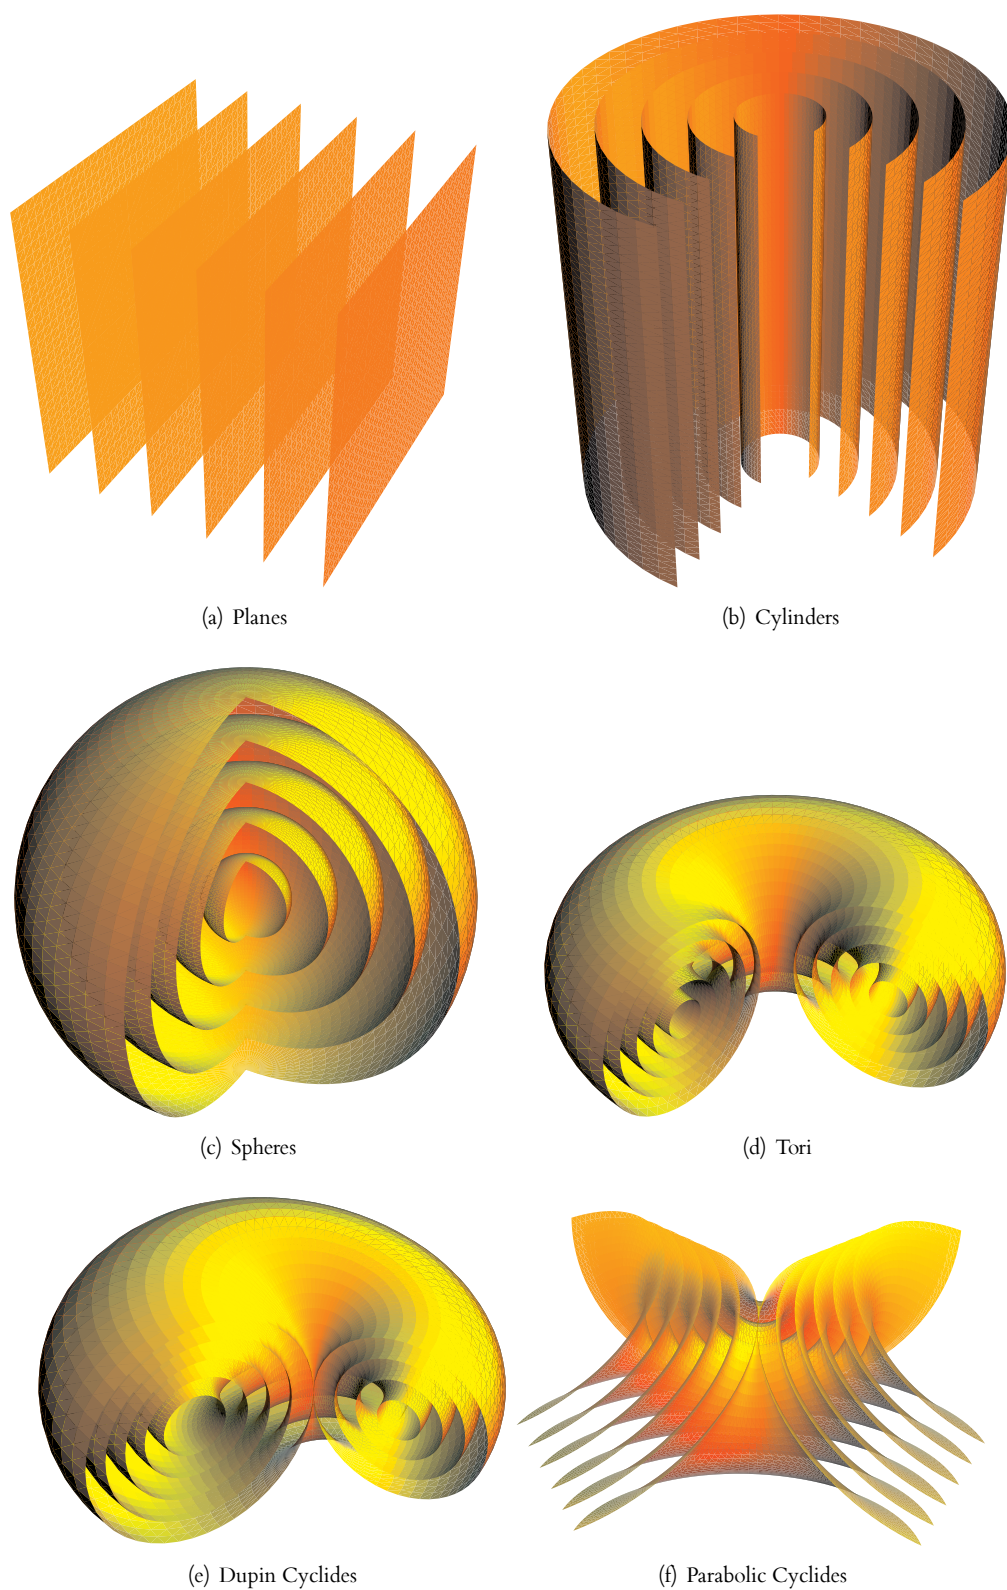 (a) Planes
(b) Cylinders
(c) Spheres
(d) Tori
(e) Dupin Cyclides
(f) Parabolic Cyclides